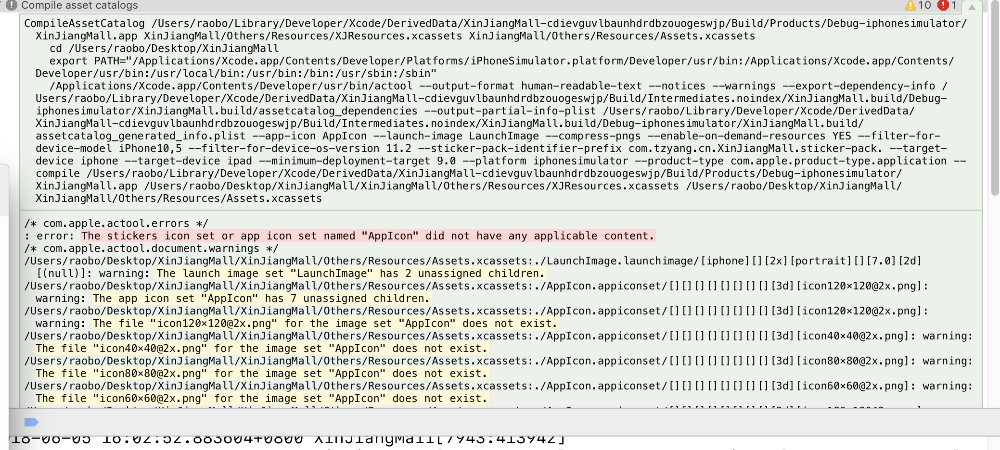 Compile asset catalogs
10
1
CompileAssetCatalog /Users/raobo/Library/Developer/Xcode/DerivedData/XinJiangMall-cdievguvlbaunhdrdbzouogeswjp/Build/Products/Debug-iphonesimulator/
XinJiangMall.app XinJiangMall/Others/Resources/XJResources.xcassets XinJiangMall/Others/Resources/Assets.xcassets
cd /Users/raobo/Desktop/XinJiangMall
export PATH="/Applications/Xcode.app/Contents/Developer/Platforms/iPhoneSimulator.platform/Developer/usr/bin:/Applications/Xcode.app/Contents/
Developer/usr/bin:/usr/local/bin:/usr/bin:/bin:/usr/sbin:/sbin"
/Applications/Xcode.app/Contents/Developer/usr/bin/actool --output-format human-readable-text --notices --warnings --export-dependency-info /
Users/raobo/Library/Developer/Xcode/DerivedData/XinJiangMall-cdievguvlbaunhdrdbzouogeswjp/Build/Intermediates.noindex/XinJiangMall.build/Debug-
iphonesimulator/XinJiangMall.build/assetcatalog_dependencies --output-partial-info-plist /Users/raobo/Library/Developer/Xcode/DerivedData/
XinJiangMall-cdievguvlbaunhdrdbzouogeswjp/Build/Intermediates.noindex/XinJiangMall.build/Debug-iphonesimulator/XinJiangMall.build/
assetcatalog_generated_info.plist --app-icon AppIcon --launch-image LaunchImage --compress-pngs --enable-on-demand-resources YES --filter-for-
device-model iPhone10,5 --filter-for-device-os-version 11.2 --sticker-pack-identifier-prefix com.tzyang.cn.XinJiangMall.sticker-pack. --target-
device iphone --target-device ipad --minimum-deployment-target 9.0 --platform iphonesimulator --product-type com.apple.product-type.application --
compile /Users/raobo/Library/Developer/Xcode/DerivedData/XinJiangMall-cdievguvlbaunhdrdbzouogeswjp/Build/Products/Debug-iphonesimulator/
XinJiangMall.app /Users/raobo/Desktop/XinJiangMall/XinJiangMall/Others/Resources/XJResources.xcassets /Users/raobo/Desktop/XinJiangMall/
XinJiangMall/Others/Resources/Assets.xcassets
/* com.apple.actool.errors */
: error: The stickers icon set or app icon set named "AppIcon" did not have any applicable content.
/* com.apple.actool.document.warnings */
/Users/raobo/Desktop/XinJiangMall/XinJiangMall/Others/Resources/Assets.xcassets:./LaunchImage.launchimage/[iphone][][2x][portrait][][7.0][2d]
[(null)]: warning: The launch image set "LaunchImage" has 2 unassigned children.
/Users/raobo/Desktop/XinJiangMall/XinJiangMall/Others/Resources/Assets.xcassets:./AppIcon.appiconset/[][][][][][][][][3d][icon120×120@2x.png]:
warning: The app icon set "AppIcon" has 7 unassigned children.
/Users/raobo/Desktop/XinJiangMall/XinJiangMall/Others/Resources/Assets.xcassets:./AppIcon.appiconset/[][][][][][][][][3d][icon120×120@2x.png]:
warning: The file "icon120×120@2x.png" for the image set "AppIcon" does not exist.
/Users/raobo/Desktop/XinJiangMall/XinJiangMall/Others/Resources/Assets.xcassets:./AppIcon.appiconset/[][][][][][][][][3d][icon40×40@2x.png]: warning:
The file "icon40×40@2x.png" for the image set "AppIcon" does not exist.
/Users/raobo/Desktop/XinJiangMall/XinJiangMall/Others/Resources/Assets.xcassets:./AppIcon.appiconset/[][][][][][][][][3d][icon80×80@2x.png]: warning:
The file "icon80×80@2x.png" for the image set "AppIcon" does not exist.
/Users/raobo/Desktop/XinJiangMall/XinJiangMall/Others/Resources/Assets.xcassets:./AppIcon.appiconset/[][][][][][][][][3d][icon60×60@2x.png]: warning:
The file "icon60×60@2x.png" for the image set "AppIcon" does not exist.
18-06-05 16:02:52.883604+0800 XinJiangMall[7943:413942]